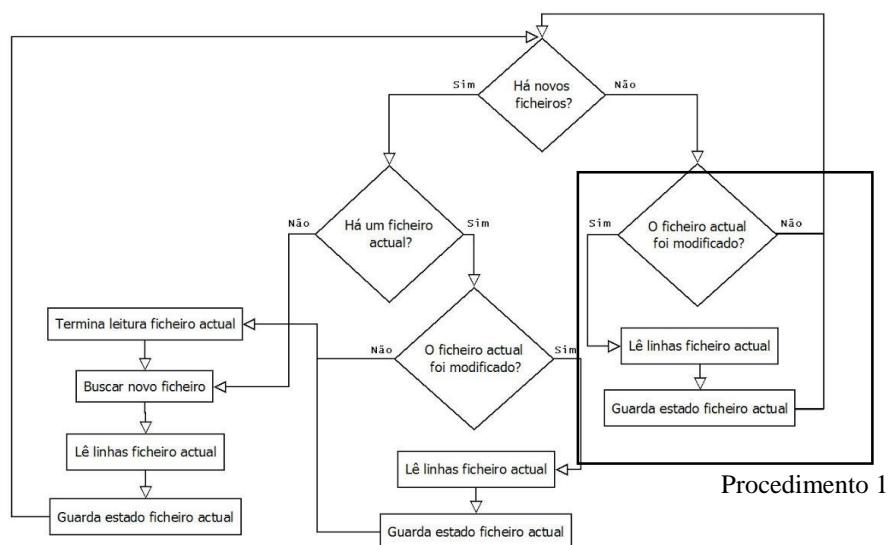 Há novos
ficheiros?
Sim
Não
Há um ficheiro
actual?
Não
Sim
O ficheiro actual
foi modificado?
Sim
Não
Termina leitura ficheiro actual
Buscar novo ficheiro
Lê linhas ficheiro actual
Guarda estado ficheiro actual
O ficheiro actual
foi modificado?
Não
Sim
Lê linhas ficheiro actual
Guarda estado ficheiro actual
Lê linhas ficheiro actual
Guarda estado ficheiro actual
Procedimento 1